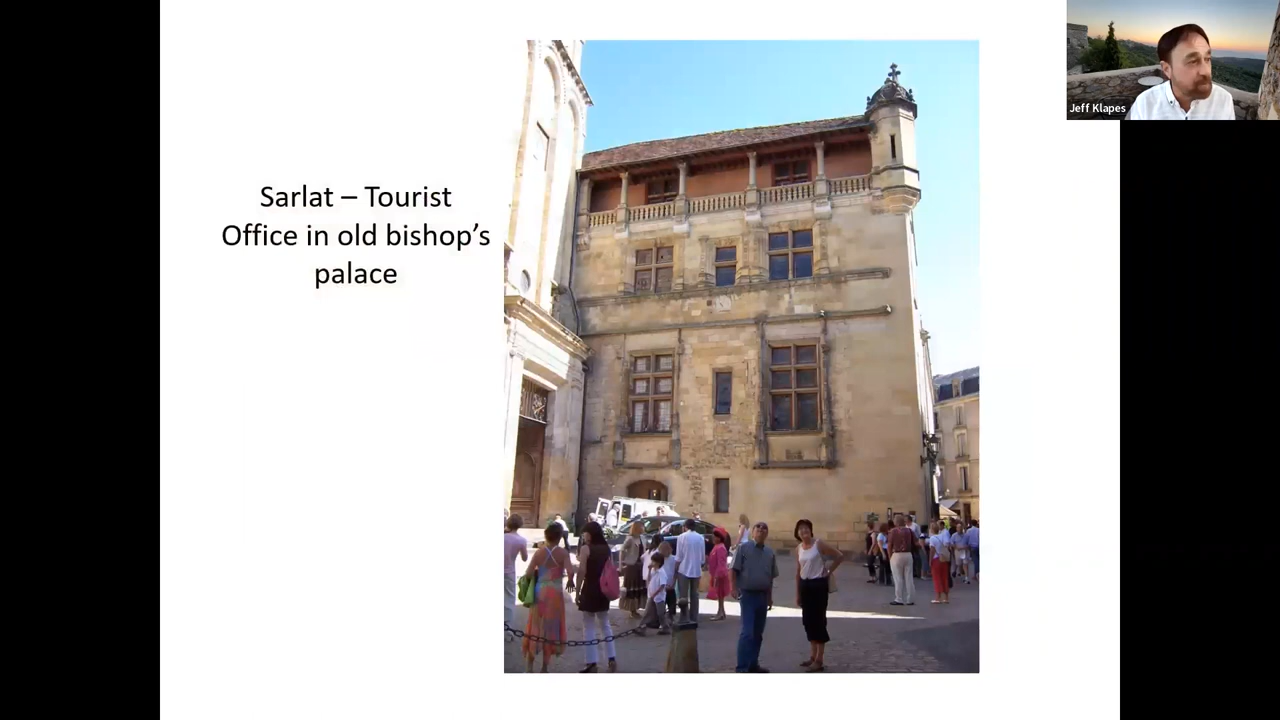 Sarlat – Tourist
Office in old bishop’s
palace
Jeff Klapes